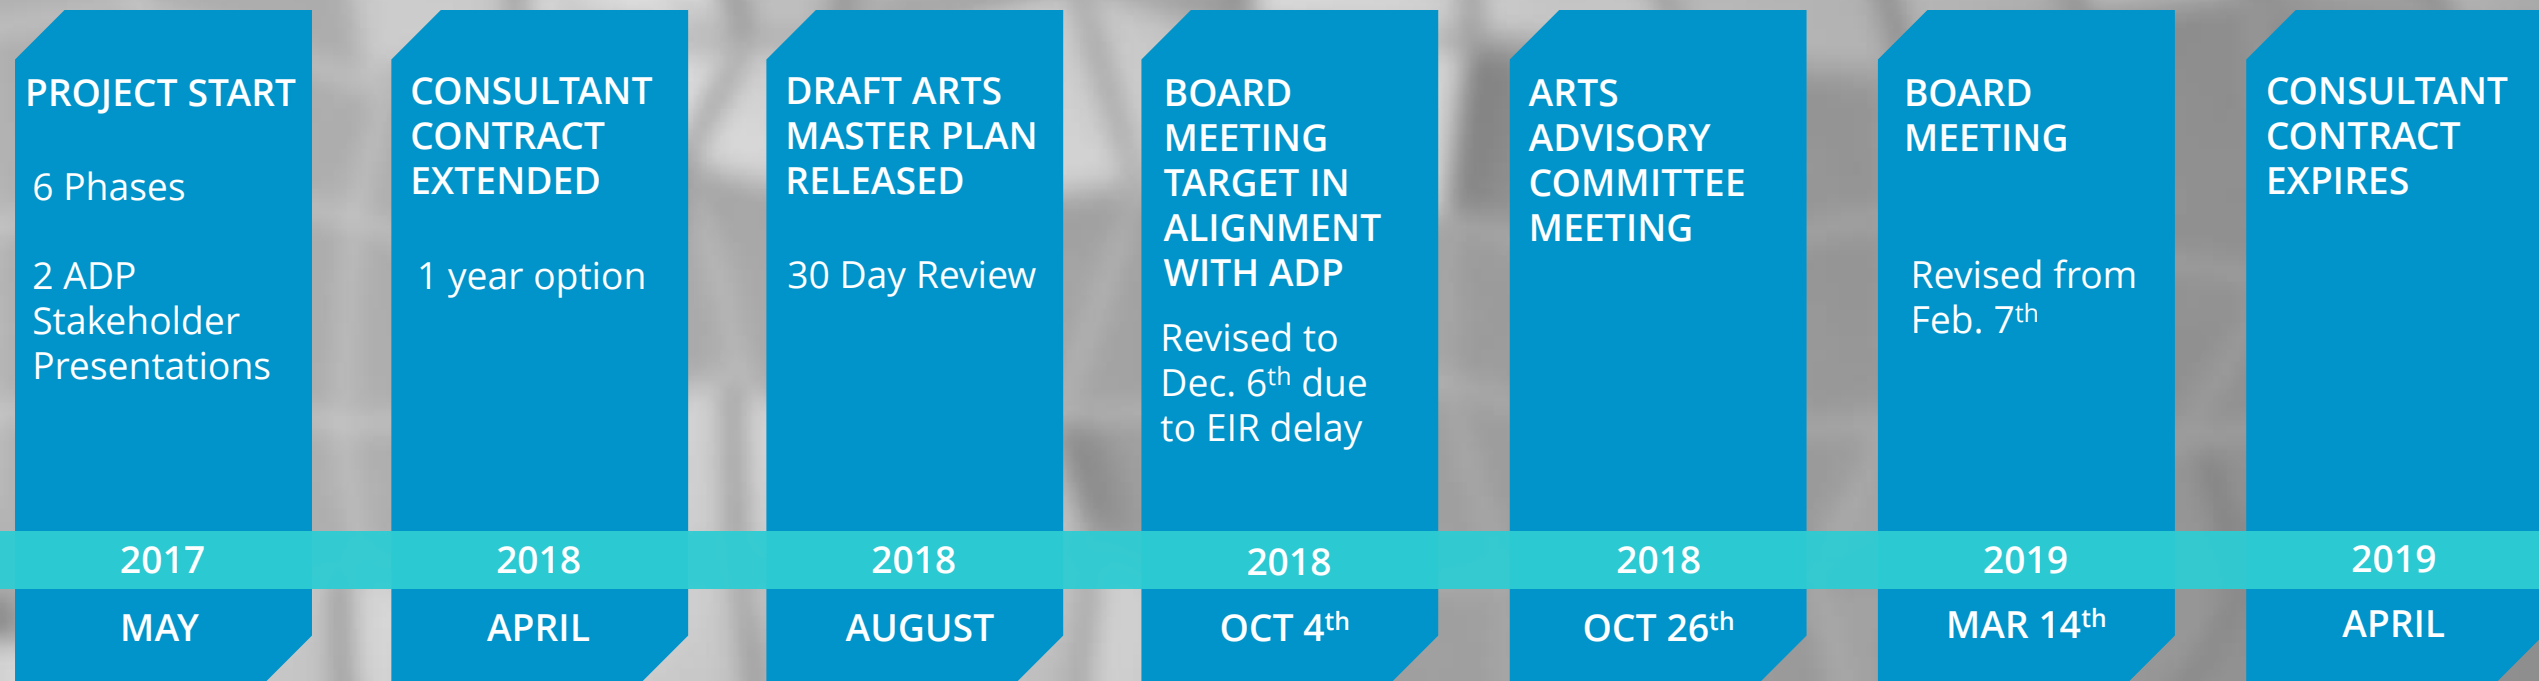 PROJECT START
6 Phases
2 ADP
Stakeholder
Presentations
2017
MAY
CONSULTANT
CONTRACT
EXTENDED
1 year option
2018
APRIL
DRAFT ARTS
MASTER PLAN
RELEASED
30 Day Review
2018
AUGUST
BOARD
MEETING
TARGET IN
ALIGNMENT
WITH ADP
Revised to
Dec. 6th due
to EIR delay
2018
OCT 4th
ARTS
ADVISORY
COMMITTEE
MEETING
2018
OCT 26th
BOARD
MEETING
Revised from
Feb. 7th
2019
MAR 14th
CONSULTANT
CONTRACT
EXPIRES
2019
APRIL